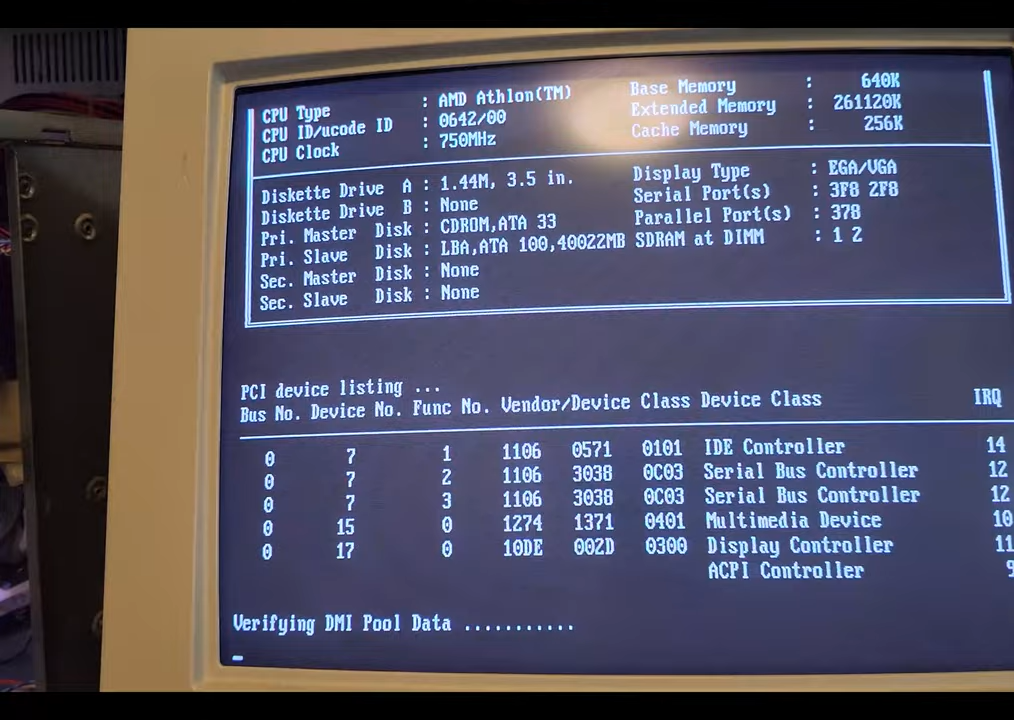 CPU Type : AMD Athlon(TM) Base Memory : 640K
CPU ID/ucode ID : 0642/00 Extended Memory : 261120K
CPU Clock : 750MHz Cache Memory : 256K
Diskette Drive A : 1.44M, 3.5 in. Display Type : EGA/VGA
Diskette Drive B : None Serial Port(s) : 3F8 2F8
Pri. Master Disk : CDROM,ATA 33 Parallel Port(s) : 378
Pri. Slave Disk : LBA,ATA 100,40022MB SDRAM at DIMM : 1 2
Sec. Master Disk : None
Sec. Slave Disk : None
PCI device listing ...
Bus No. Device No. Func No. Vendor/Device Class Device Class IRQ
0 7 1 1106 0571 0101 IDE Controller 14
0 7 2 1106 3038 0C03 Serial Bus Controller 12
0 7 3 1106 3038 0C03 Serial Bus Controller 12
0 15 0 1274 1371 0401 Multimedia Device 10
0 17 0 10DE 002D 0300 Display Controller 11
ACPI Controller 9
Verifying DMI Pool Data ...........